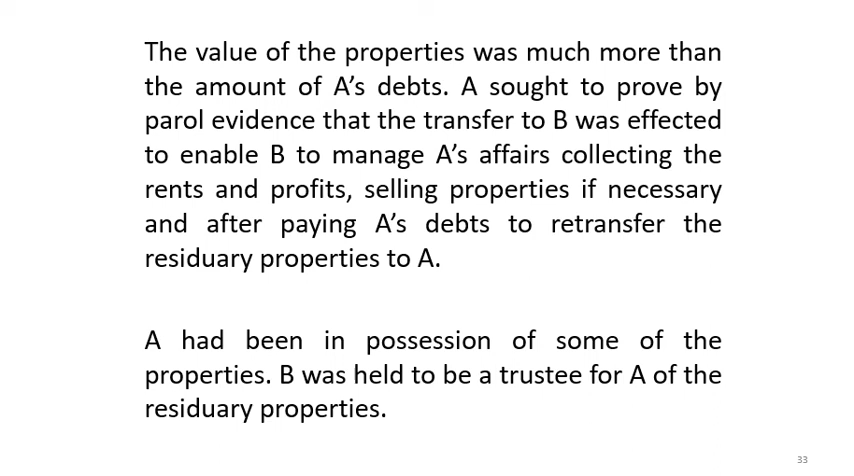 The value of the properties was much more than
the amount of A’s debts. A sought to prove by
parol evidence that the transfer to B was effected
to enable B to manage A’s affairs collecting the
rents and profits, selling properties if necessary
and after paying A’s debts to retransfer the
residuary properties to A.
A had been in possession of some of the
properties. B was held to be a trustee for A of the
residuary properties.
33